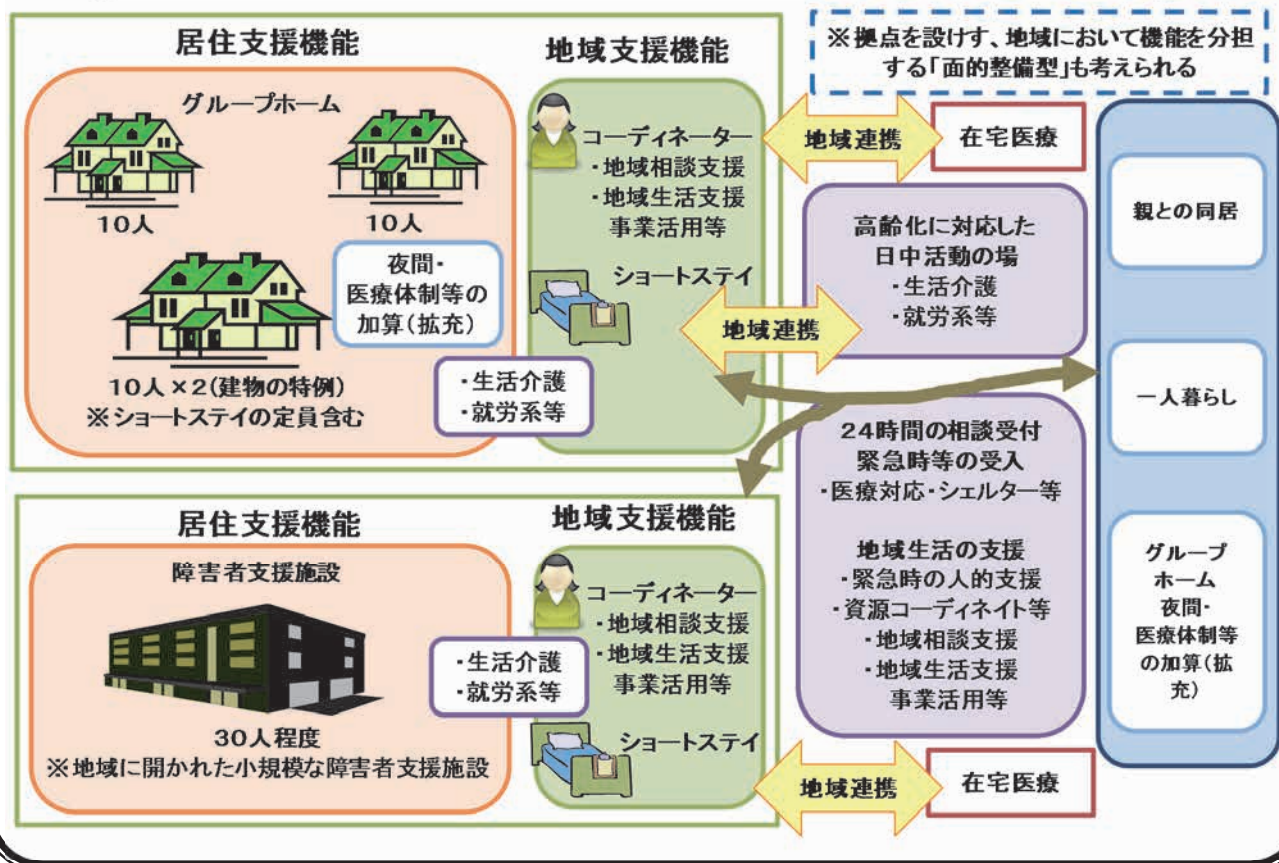 居住支援機能
グループホーム
10人
10人
夜間・
医療体制等の
加算(拡充)
10人×2(建物の特例)
※ショートステイの定員含む
・生活介護
・就労系等
地域支援機能
コーディネーター
・地域相談支援
・地域生活支援
事業活用等
ショートステイ
※拠点を設けす、地域において機能を分担
する「面的整備型」も考えられる
地域連携
在宅医療
高齢化に対応した
日中活動の場
・生活介護
・就労系等
地域連携
24時間の相談受付
緊急時等の受入
・医療対応・シェルター等
地域生活の支援
・緊急時の人的支援
・資源コーディネイト等
・地域相談支援
・地域生活支援
事業活用等
親との同居
一人暮らし
グループ
ホーム
夜間・
医療体制等
の加算(拡
充)
居住支援機能
障害者支援施設
30人程度
※地域に開かれた小規模な障害者支援施設
・生活介護
・就労系等
地域支援機能
コーディネーター
・地域相談支援
・地域生活支援
事業活用等
ショートステイ
地域連携
在宅医療